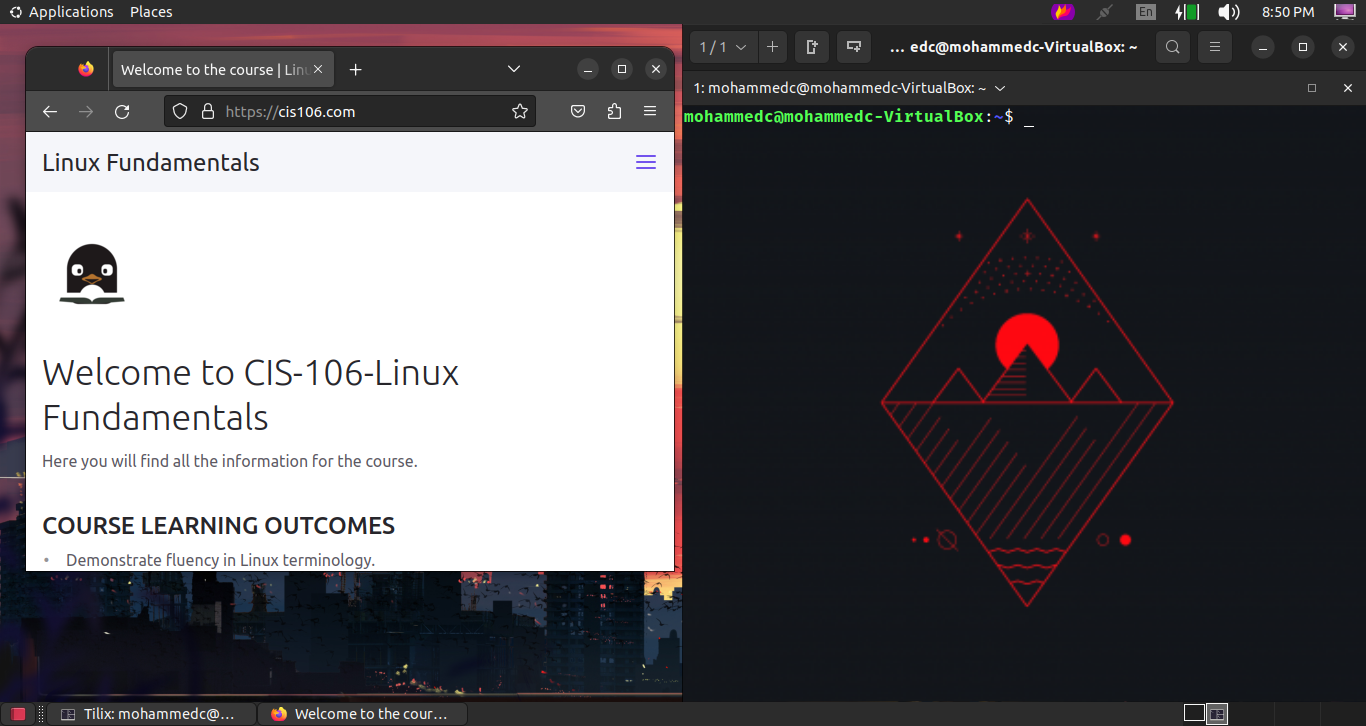 Applications Places En 8:50 PM
Welcome to the course | Linu
https://cis106.com
Linux Fundamentals
Welcome to CIS-106-Linux
Fundamentals
Here you will find all the information for the course.
COURSE LEARNING OUTCOMES
• Demonstrate fluency in Linux terminology.
1 / 1 ... edc@mohammedc-VirtualBox: ~
1: mohammedc@mohammedc-VirtualBox: ~
mohammedc@mohammedc-VirtualBox:~$ _
Tilix: mohammedc@... Welcome to the cour...